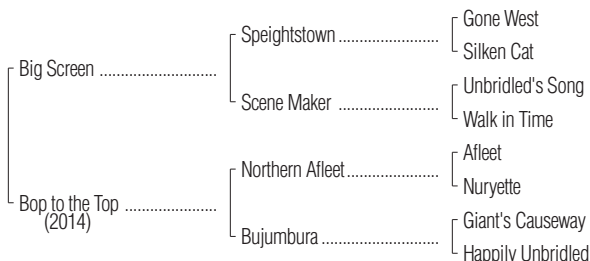 Gone West
Speightstown
Silken Cat
Big Screen
Unbridled's Song
Scene Maker
Walk in Time
Afleet
Northern Afleet
Nuryette
Bop to the Top
(2014)
Giant's Causeway
Bujumbura
Happily Unbridled